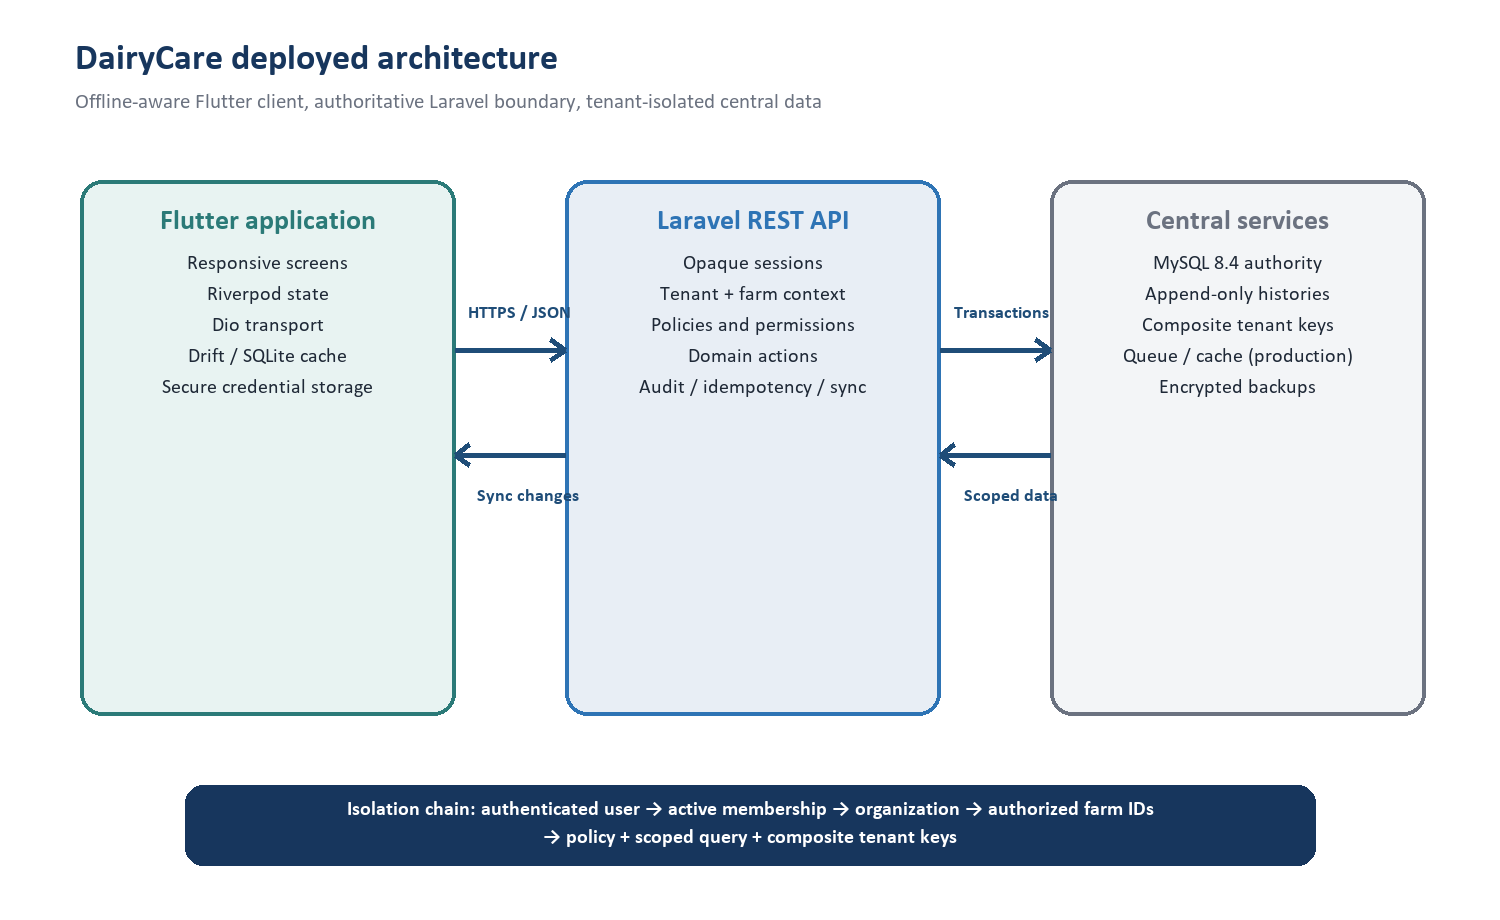 DairyCare deployed architecture
Offline-aware Flutter client, authoritative Laravel boundary, tenant-isolated central data
Flutter application
Responsive screens
Riverpod state
Dio transport
Drift / SQLite cache
Secure credential storage
HTTPS / JSON
Sync changes
Laravel REST API
Opaque sessions
Tenant + farm context
Policies and permissions
Domain actions
Audit / idempotency / sync
Transactions
Scoped data
Central services
MySQL 8.4 authority
Append-only histories
Composite tenant keys
Queue / cache (production)
Encrypted backups
Isolation chain: authenticated user → active membership → organization → authorized farm IDs
→ policy + scoped query + composite tenant keys